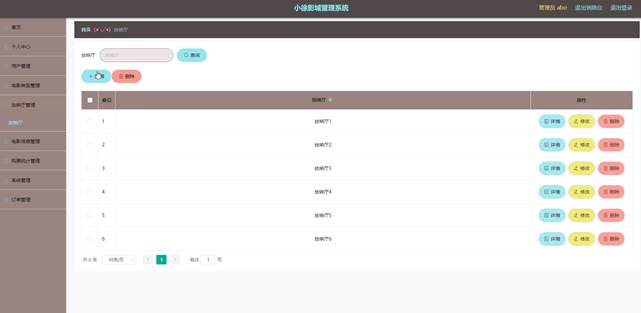 小徐影城管理系统
管理员 abo
退出到前台
退出登录
首页
个人中心
用户管理
电影类型管理
放映厅管理
放映厅
电影信息管理
系统管理
订单管理
首页 (●'◡'●) 放映厅
放映厅 放映厅 查询
删除
索引 放映厅 操作
1 放映厅1 详情 修改 删除
2 放映厅2 详情 修改 删除
3 放映厅3 详情 修改 删除
4 放映厅4 详情 修改 删除
5 放映厅5 详情 修改 删除
6 放映厅6 详情 修改 删除
共 6 条 10条/页 1 前往 1 页